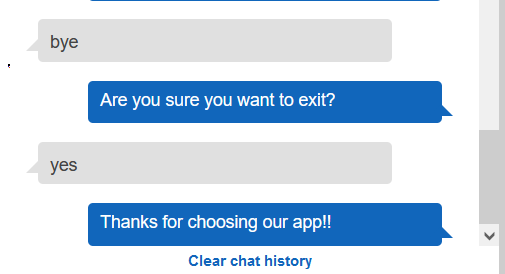 bye
Are you sure you want to exit?
yes
Thanks for choosing our app!!
Clear chat history